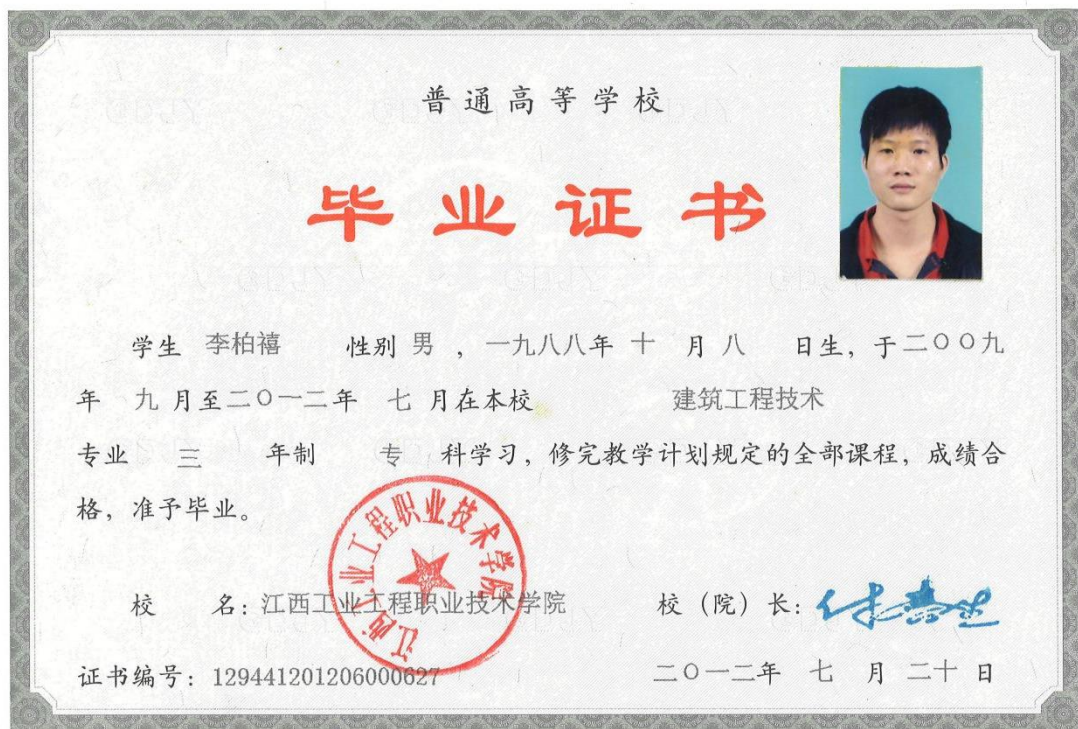 普通高等学校
毕业证书
学生 李柏禧 性别 男 ，一九八八年 十 月 八 日生，于二〇〇九
年 九 月至二〇一二年 七 月在本校 建筑工程技术
专业 三 年制 专 科学习，修完教学计划规定的全部课程，成绩合
格，准予毕业。
江西工业工程职业技术学院
校 名：江西工业工程职业技术学院 校（院）长：
证书编号：129441201206000627 二〇一二年 七 月 二十 日